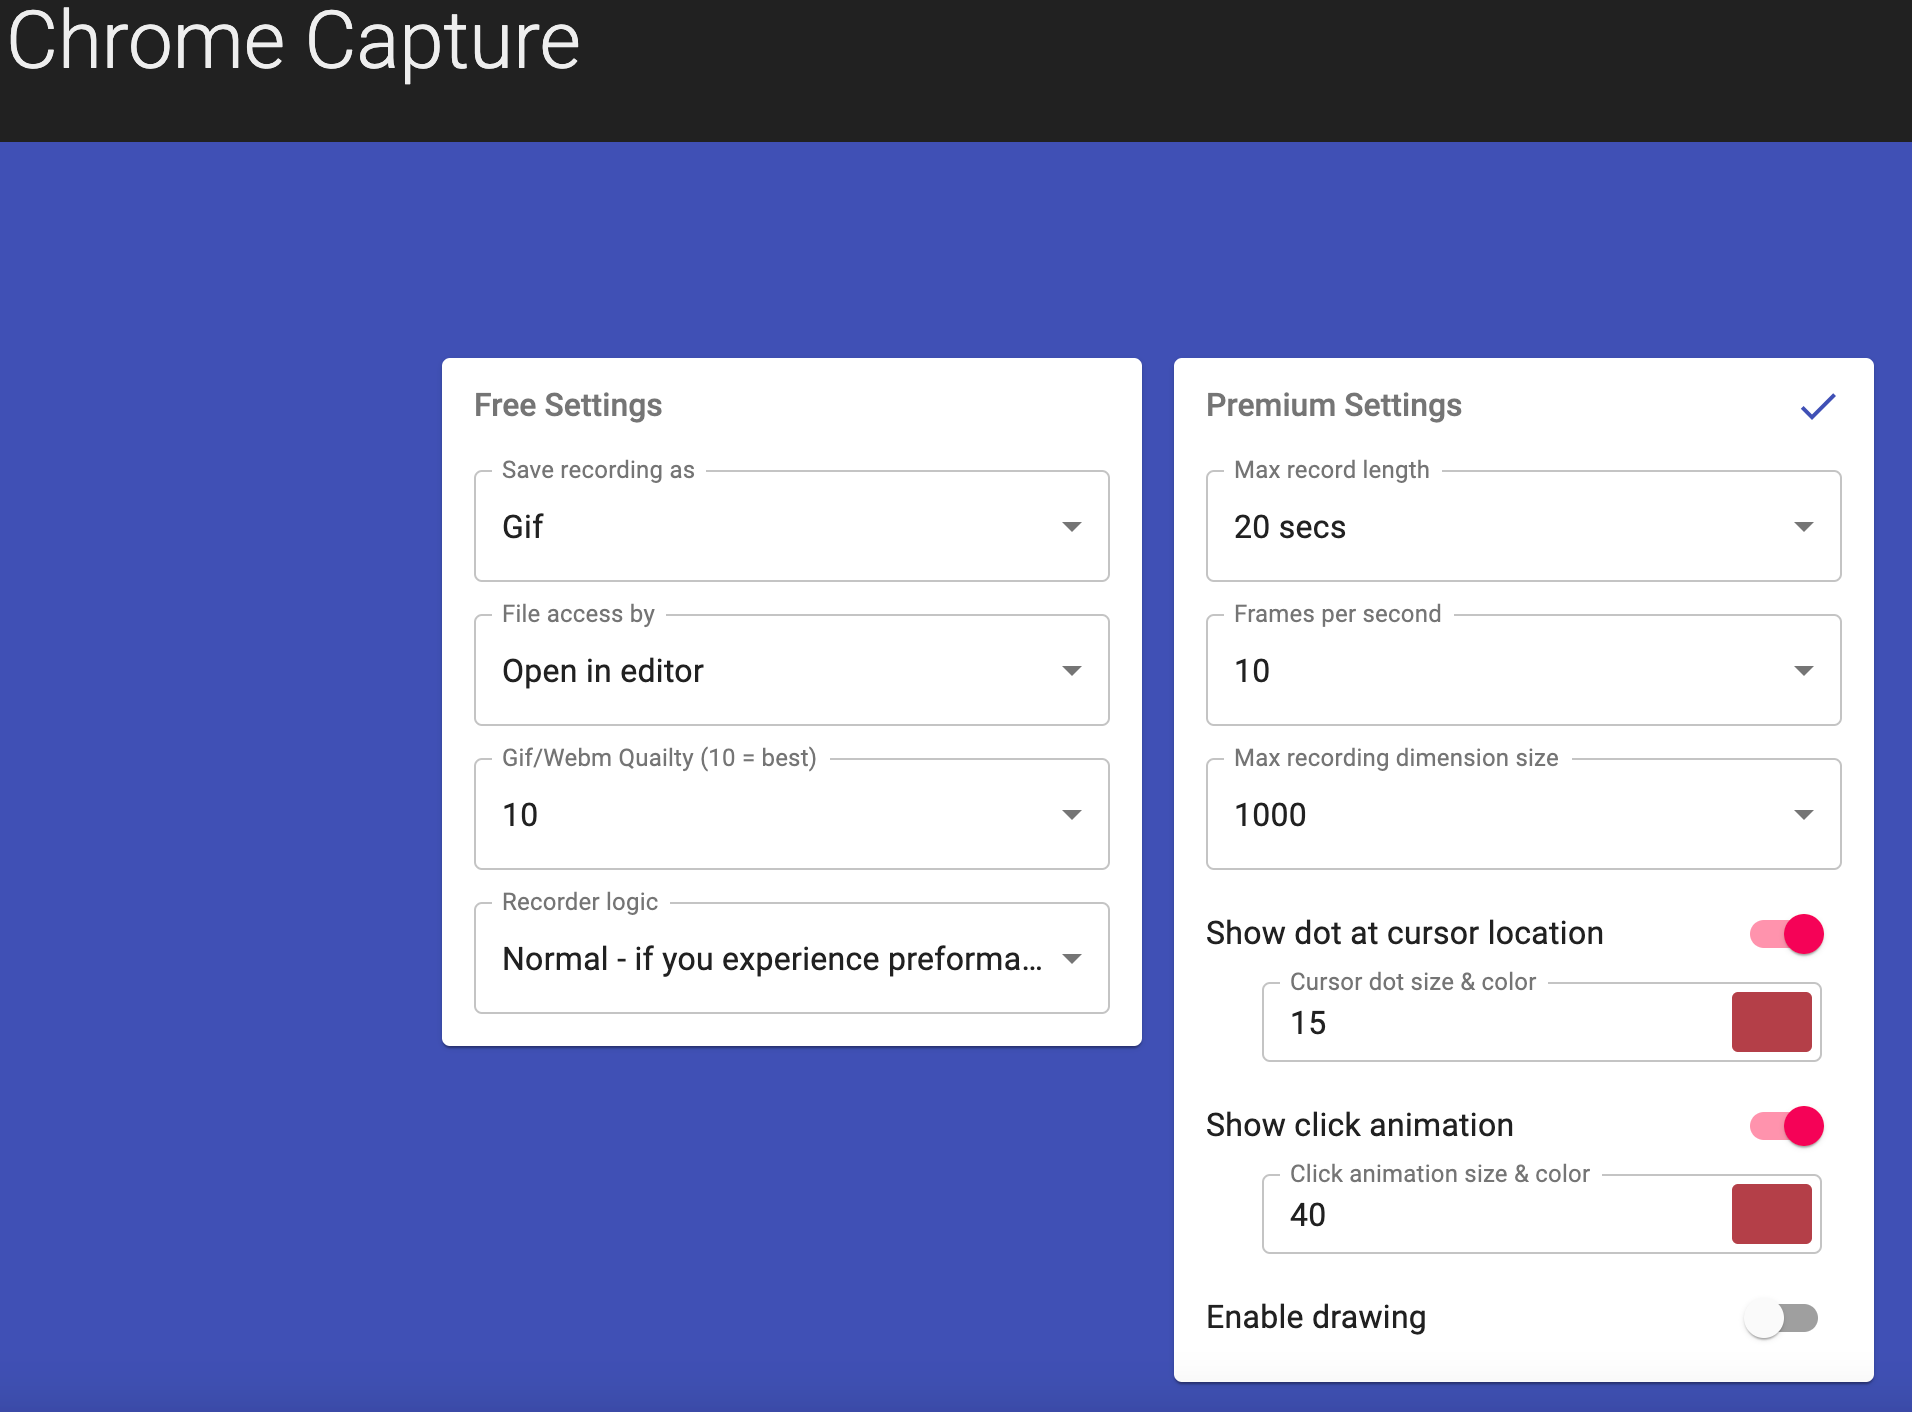 Chrome Capture
Free Settings
Save recording as
Gif
File access by
Open in editor
Gif/Webm Quailty (10 = best)
10
Recorder logic
Normal - if you experience preforma...
Premium Settings
Max record length
20 secs
Frames per second
10
Max recording dimension size
1000
Show dot at cursor location
Cursor dot size & color
15
Show click animation
Click animation size & color
40
Enable drawing